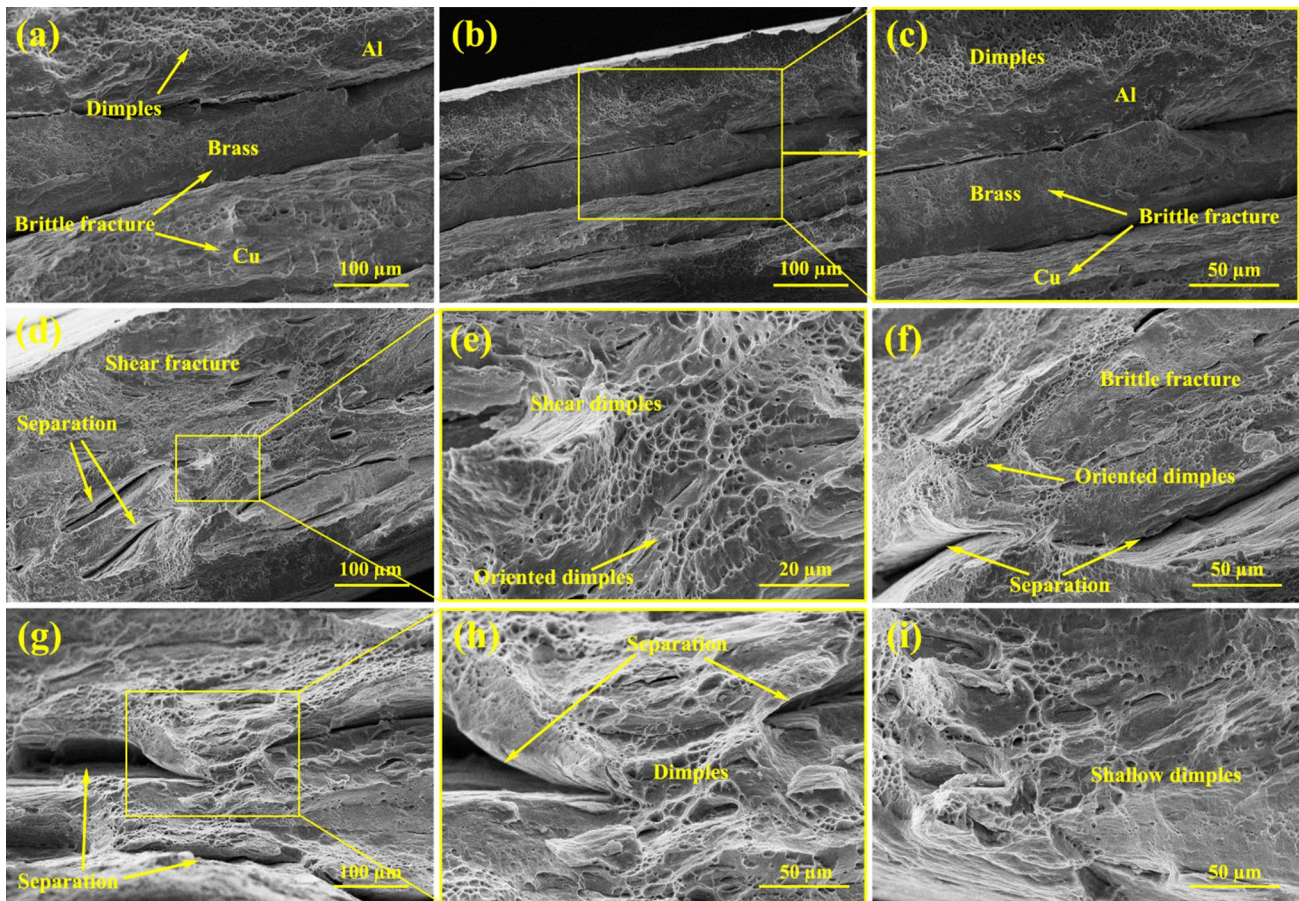 (a)
Al
Dimples
Brass
Brittle fracture
Cu
100 µm
(b)
100 µm
(c)
Dimples
Al
Brass
Brittle fracture
Cu
50 µm
(d)
Shear fracture
Separation
100 µm
(e)
Shear dimples
Oriented dimples
20 µm
(f)
Brittle fracture
Oriented dimples
Separation
50 µm
(g)
Separation
100 µm
(h)
Separation
Dimples
50 µm
(i)
Shallow dimples
50 µm